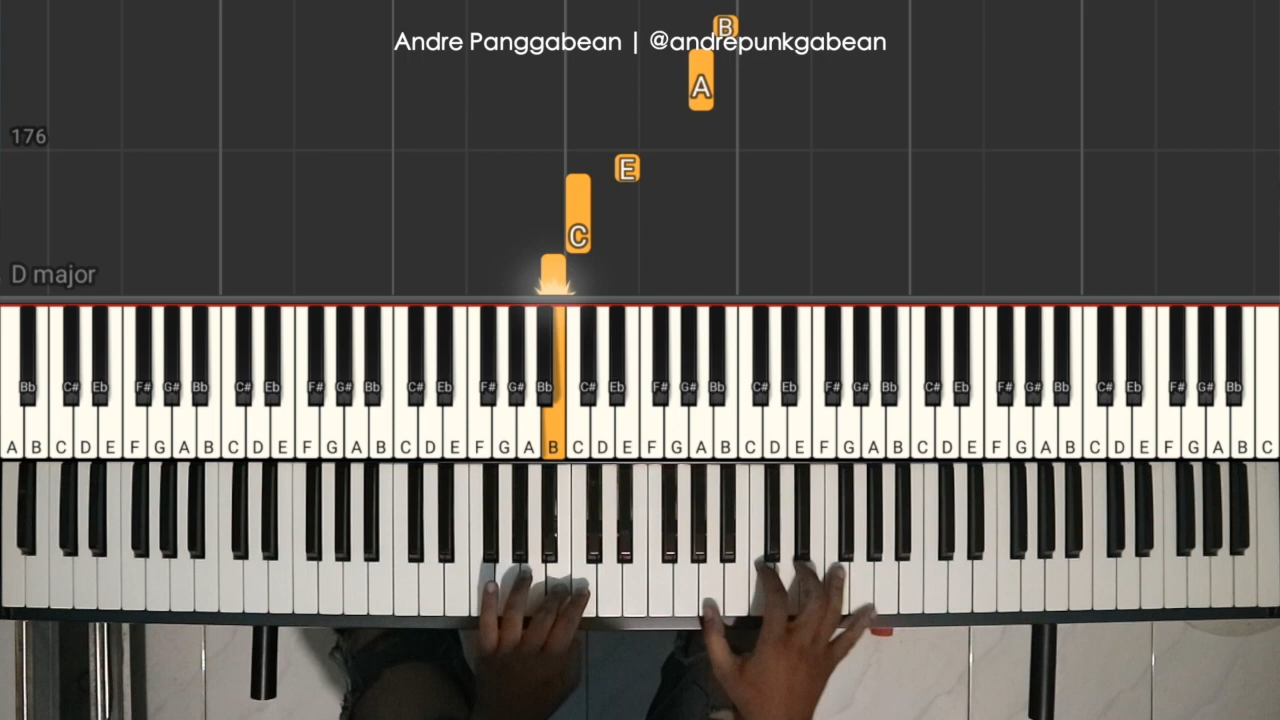 B
Andre Panggabean | @andrepunkgabean
A
176
E
C
D major
Bb C# Eb F# G# Bb C# Eb F# G# Bb C# Eb F# G# Bb C# Eb F# G# Bb C# Eb F# G# Bb C# Eb F# G# Bb C# Eb F# G# Bb
A B C D E F G A B C D E F G A B C D E F G A B C D E F G A B C D E F G A B C D E F G A B C D E F G A B C